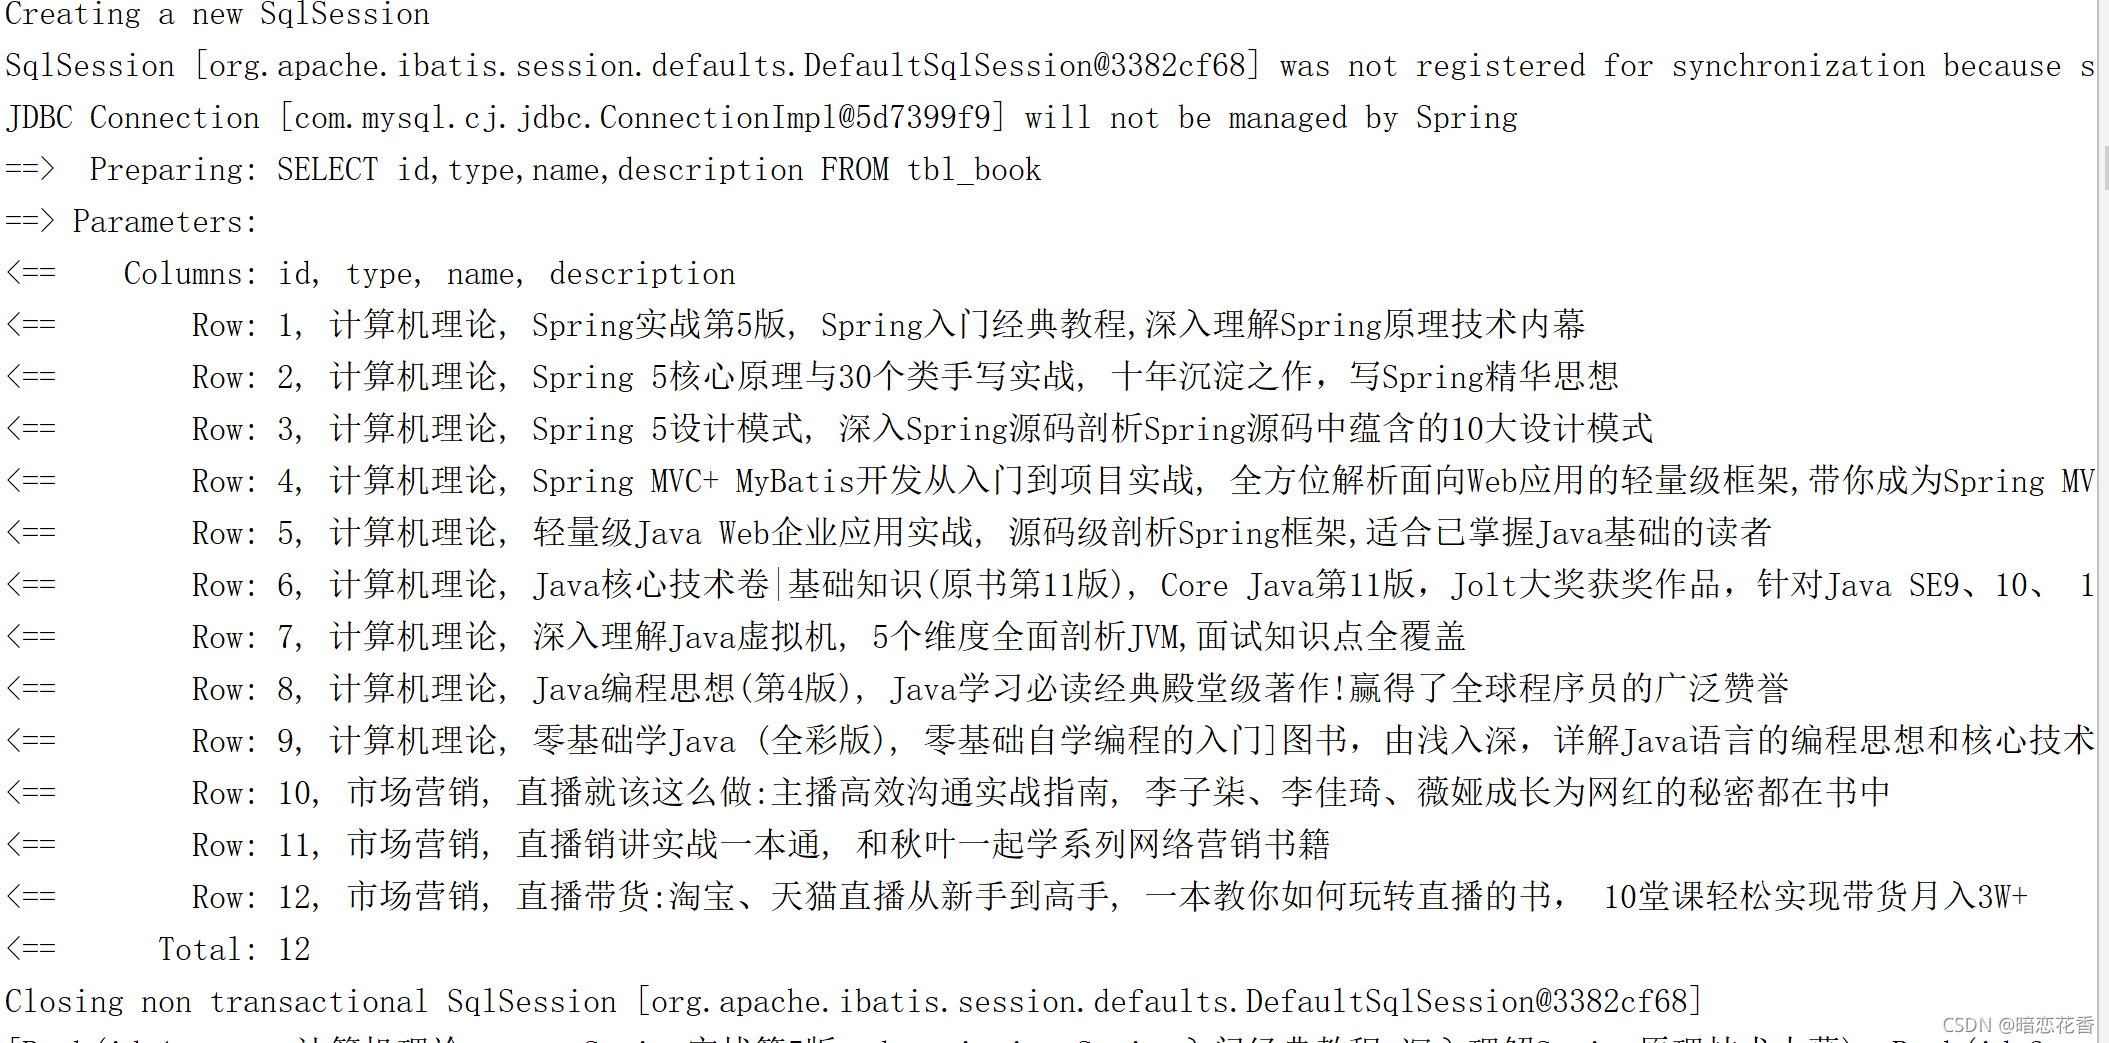 Creating a new SqlSession
SqlSession [org.apache.ibatis.session.defaults.DefaultSqlSession@3382cf68] was not registered for synchronization because s
JDBC Connection [com.mysql.cj.jdbc.ConnectionImpl@5d7399f9] will not be managed by Spring
==>  Preparing: SELECT id,type,name,description FROM tbl_book
==> Parameters:
<==    Columns: id, type, name, description
<==        Row: 1, 计算机理论, Spring实战第5版, Spring入门经典教程,深入理解Spring原理技术内幕
<==        Row: 2, 计算机理论, Spring 5核心原理与30个类手写实战, 十年沉淀之作，写Spring精华思想
<==        Row: 3, 计算机理论, Spring 5设计模式, 深入Spring源码剖析Spring源码中蕴含的10大设计模式
<==        Row: 4, 计算机理论, Spring MVC+ MyBatis开发从入门到项目实战, 全方位解析面向Web应用的轻量级框架,带你成为Spring MV
<==        Row: 5, 计算机理论, 轻量级Java Web企业应用实战, 源码级剖析Spring框架,适合已掌握Java基础的读者
<==        Row: 6, 计算机理论, Java核心技术卷|基础知识(原书第11版), Core Java第11版，Jolt大奖获奖作品，针对Java SE9、10、 1
<==        Row: 7, 计算机理论, 深入理解Java虚拟机, 5个维度全面剖析JVM,面试知识点全覆盖
<==        Row: 8, 计算机理论, Java编程思想(第4版), Java学习必读经典殿堂级著作!赢得了全球程序员的广泛赞誉
<==        Row: 9, 计算机理论, 零基础学Java (全彩版), 零基础自学编程的入门]图书，由浅入深，详解Java语言的编程思想和核心技术
<==        Row: 10, 市场营销, 直播就该这么做:主播高效沟通实战指南, 李子柒、李佳琦、薇娅成长为网红的秘密都在书中
<==        Row: 11, 市场营销, 直播销讲实战一本通, 和秋叶一起学系列网络营销书籍
<==        Row: 12, 市场营销, 直播带货:淘宝、天猫直播从新手到高手, 一本教你如何玩转直播的书， 10堂课轻松实现带货月入3W+
<==      Total: 12
Closing non transactional SqlSession [org.apache.ibatis.session.defaults.DefaultSqlSession@3382cf68]
CSDN @暗恋花香